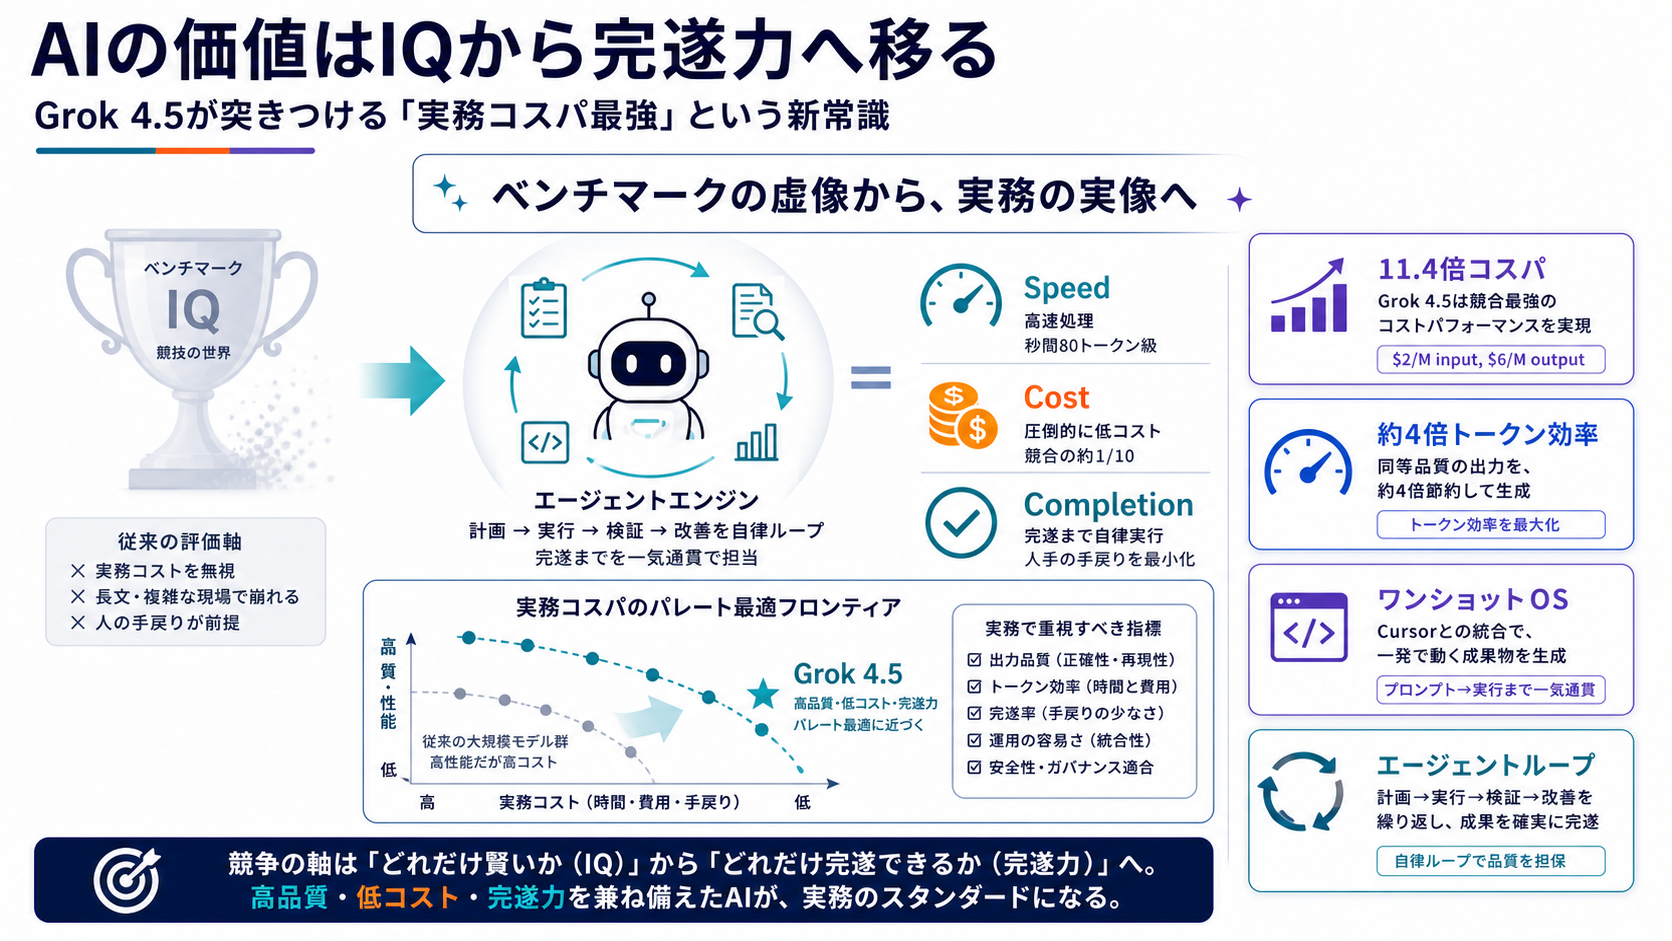 AIの価値はIQから完遂力へ移る
Grok 4.5が突きつける「実務コスパ最強」という新常識
ベンチマークの虚像から、実務の実像へ
ベンチマーク
IQ
競技の世界
従来の評価軸
× 実務コストを無視
× 長文・複雑な現場で崩れる
× 人の手戻りが前提
</>
エージェントエンジン
計画 → 実行 → 検証 → 改善を自律ループ
完遂までを一気通貫で担当
=
Speed
高速処理
秒間80トークン級
$
$
Cost
圧倒的に低コスト
競合の約1/10
Completion
完遂まで自律実行
人手の手戻りを最小化
実務コスパのパレート最適フロンティア
高
質・性能
低
従来の大規模モデル群
高性能だが高コスト
Grok 4.5
高品質・低コスト・完遂力
パレート最適に近づく
高
実務コスト（時間・費用・手戻り）
低
実務で重視すべき指標
☑ 出力品質（正確性・再現性）
☑ トークン効率（時間と費用）
☑ 完遂率（手戻りの少なさ）
☑ 運用の容易さ（統合性）
☑ 安全性・ガバナンス適合
11.4倍コスパ
Grok 4.5は競合最強の
コストパフォーマンスを実現
$2/M input, $6/M output
約4倍トークン効率
同等品質の出力を、
約4倍節約して生成
トークン効率を最大化
</>
ワンショットOS
Cursorとの統合で、
一発で動く成果物を生成
プロンプト→実行まで一気通貫
エージェントループ
計画→実行→検証→改善を
繰り返し、成果を確実に完遂
自律ループで品質を担保
競争の軸は「どれだけ賢いか（IQ）」から「どれだけ完遂できるか（完遂力）」へ。
高品質・低コスト・完遂力を兼ね備えたAIが、実務のスタンダードになる。